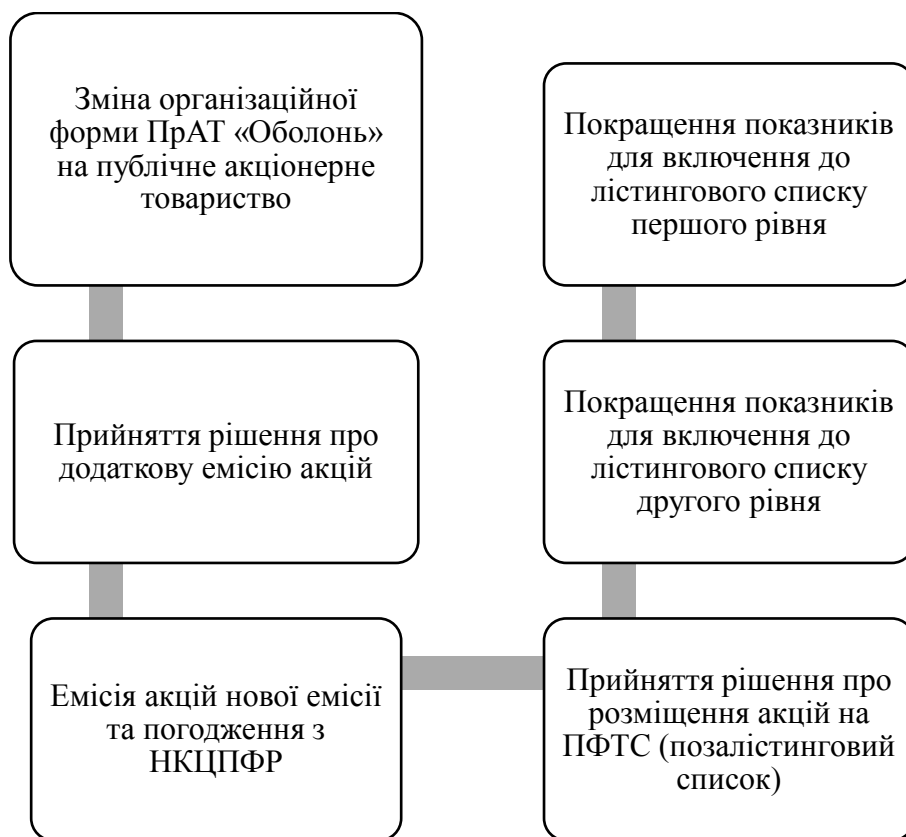 Зміна організаційної
форми ПрАТ «Оболонь»
на публічне акціонерне
товариство
Прийняття рішення про
додаткову емісію акцій
Емісія акцій нової емісії
та погодження з
НКЦПФР
Прийняття рішення про
розміщення акцій на
ПФТС (позалістинговий
список)
Покращення показників
для включення до
лістингового списку
другого рівня
Покращення показників
для включення до
лістингового списку
першого рівня